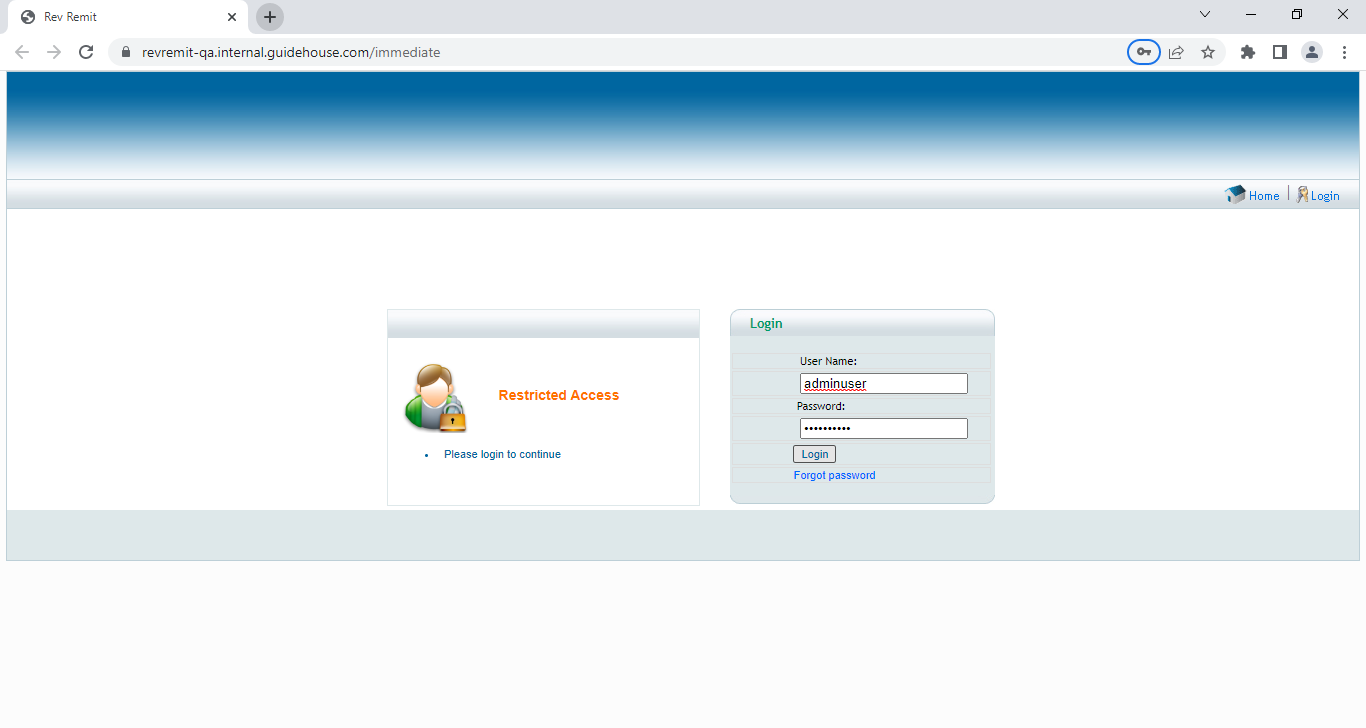 Rev Remit
revremit-qa.internal.guidehouse.com/immediate
Home
Login
Restricted Access
Please login to continue
Login
User Name:
adminuser
Password:
••••••••••
Login
Forgot password